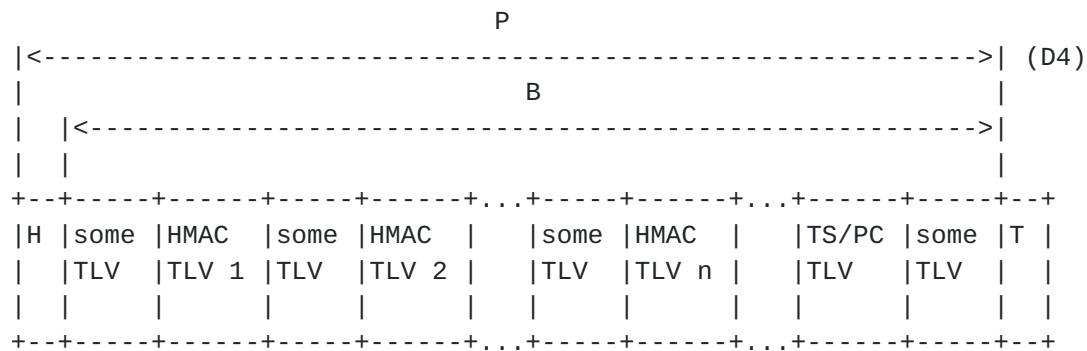 P
|<------------------------------------------------------------->| (D4)
|                                B                              |
|  |<---------------------------------------------------------->|
|  |                                                            |
+--+-----+------+-----+------+...+-----+------+...+------+-----+--+
|H |some |HMAC  |some |HMAC  |   |some |HMAC  |   |TS/PC |some |T |
|  |TLV  |TLV 1 |TLV  |TLV 2 |   |TLV  |TLV n |   |TLV   |TLV  |  |
|  |     |      |     |      |   |     |      |   |      |     |  |
+--+-----+------+-----+------+...+-----+------+...+------+-----+--+